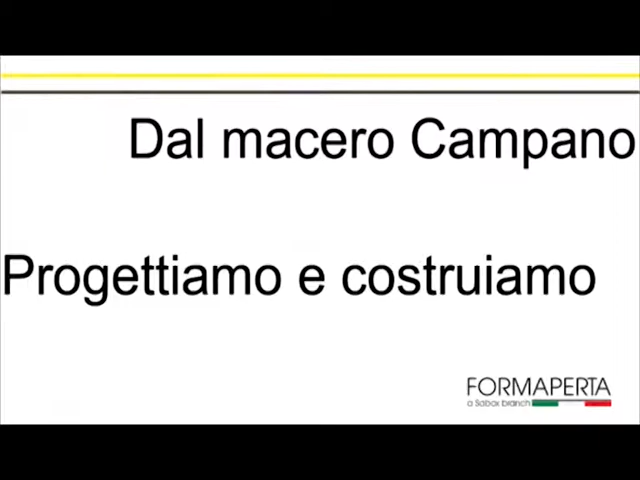 Dal macero Campano
Progettiamo e costruiamo
FORMAPERTA
a Sabox branch